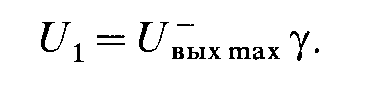 U₁ = U⁻вых max γ.